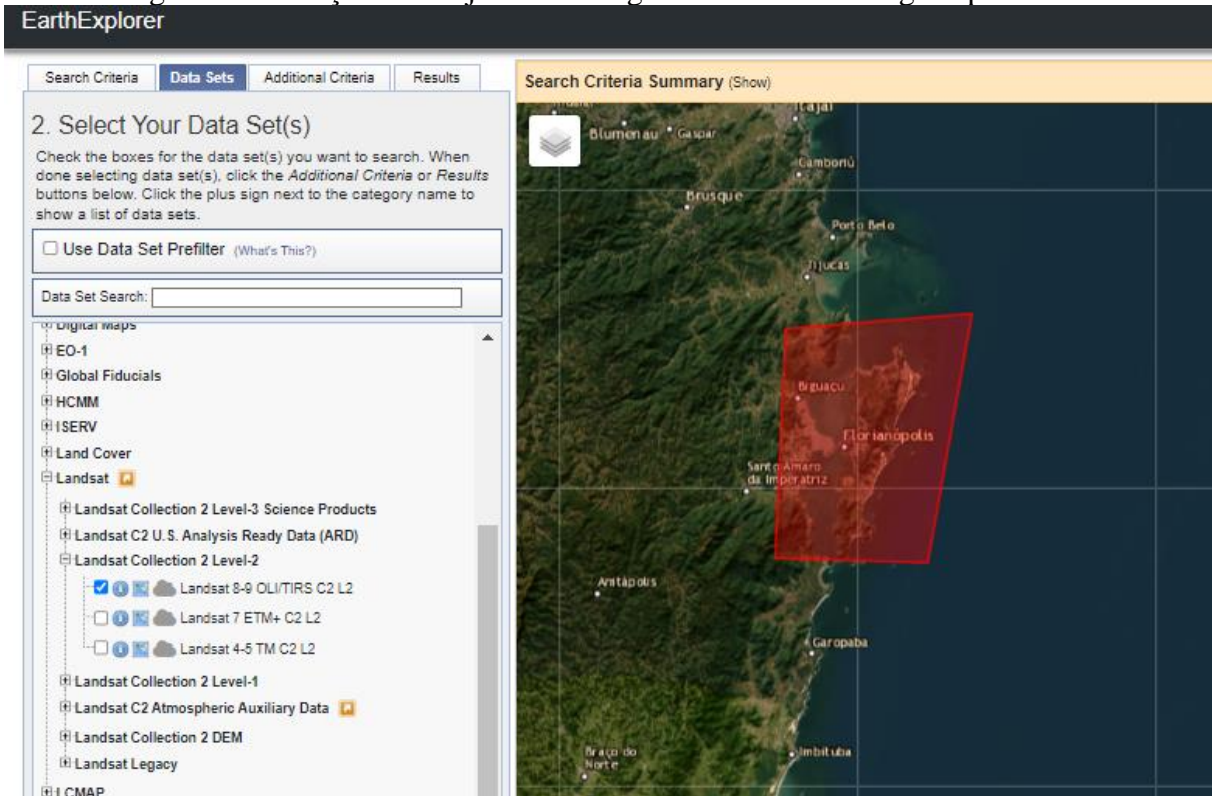 EarthExplorer
Search Criteria
Data Sets
Additional Criteria
Results
Search Criteria Summary (Show)
2. Select Your Data Set(s)
Check the boxes for the data set(s) you want to search. When
done selecting data set(s), click the Additional Criteria or Results
buttons below. Click the plus sign next to the category name to
show a list of data sets.
Use Data Set Prefilter (What's This?)
Data Set Search:
Digital Maps
EO-1
Global Fiducials
HCMM
ISERV
Land Cover
Landsat
Landsat Collection 2 Level-3 Science Products
Landsat C2 U.S. Analysis Ready Data (ARD)
Landsat Collection 2 Level-2
Landsat 8-9 OLI/TIRS C2 L2
Landsat 7 ETM+ C2 L2
Landsat 4-5 TM C2 L2
Landsat Collection 2 Level-1
Landsat C2 Atmospheric Auxiliary Data
Landsat Collection 2 DEM
Landsat Legacy
LCMAP
Itajaí
Blumenau
Gaspar
Camboriú
Brusque
Porto Belo
Tijucas
Biguaçu
Florianópolis
Santo Amaro
da Imperatriz
Anitápolis
Garopaba
Braço do
Norte
Imbituba